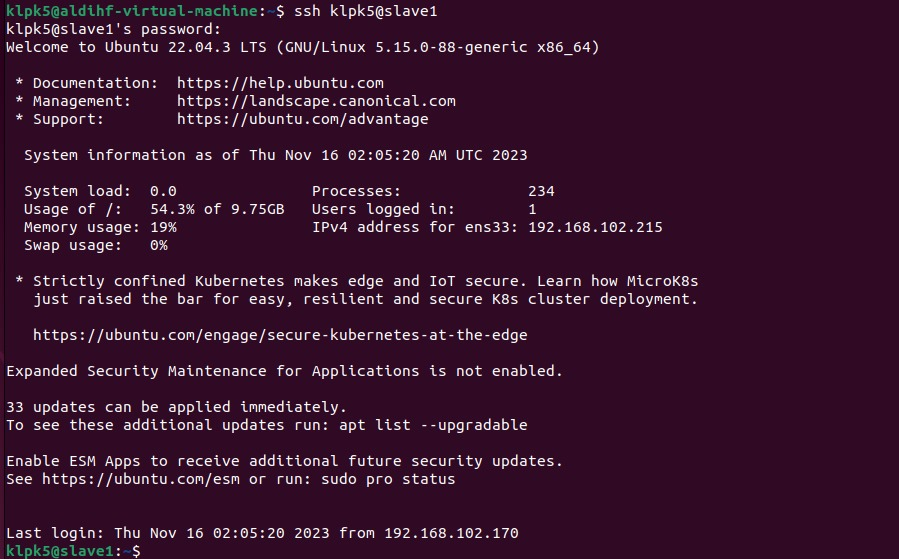 klpk5@aldihf-virtual-machine:~$ ssh klpk5@slave1
klpk5@slave1's password:
Welcome to Ubuntu 22.04.3 LTS (GNU/Linux 5.15.0-88-generic x86_64)
* Documentation: https://help.ubuntu.com
* Management: https://landscape.canonical.com
* Support: https://ubuntu.com/advantage
System information as of Thu Nov 16 02:05:20 AM UTC 2023
System load: 0.0 Processes: 234
Usage of /: 54.3% of 9.75GB Users logged in: 1
Memory usage: 19% IPv4 address for ens33: 192.168.102.215
Swap usage: 0%
* Strictly confined Kubernetes makes edge and IoT secure. Learn how MicroK8s
just raised the bar for easy, resilient and secure K8s cluster deployment.
https://ubuntu.com/engage/secure-kubernetes-at-the-edge
Expanded Security Maintenance for Applications is not enabled.
33 updates can be applied immediately.
To see these additional updates run: apt list --upgradable
Enable ESM Apps to receive additional future security updates.
See https://ubuntu.com/esm or run: sudo pro status
Last login: Thu Nov 16 02:05:20 2023 from 192.168.102.170
klpk5@slave1:~$